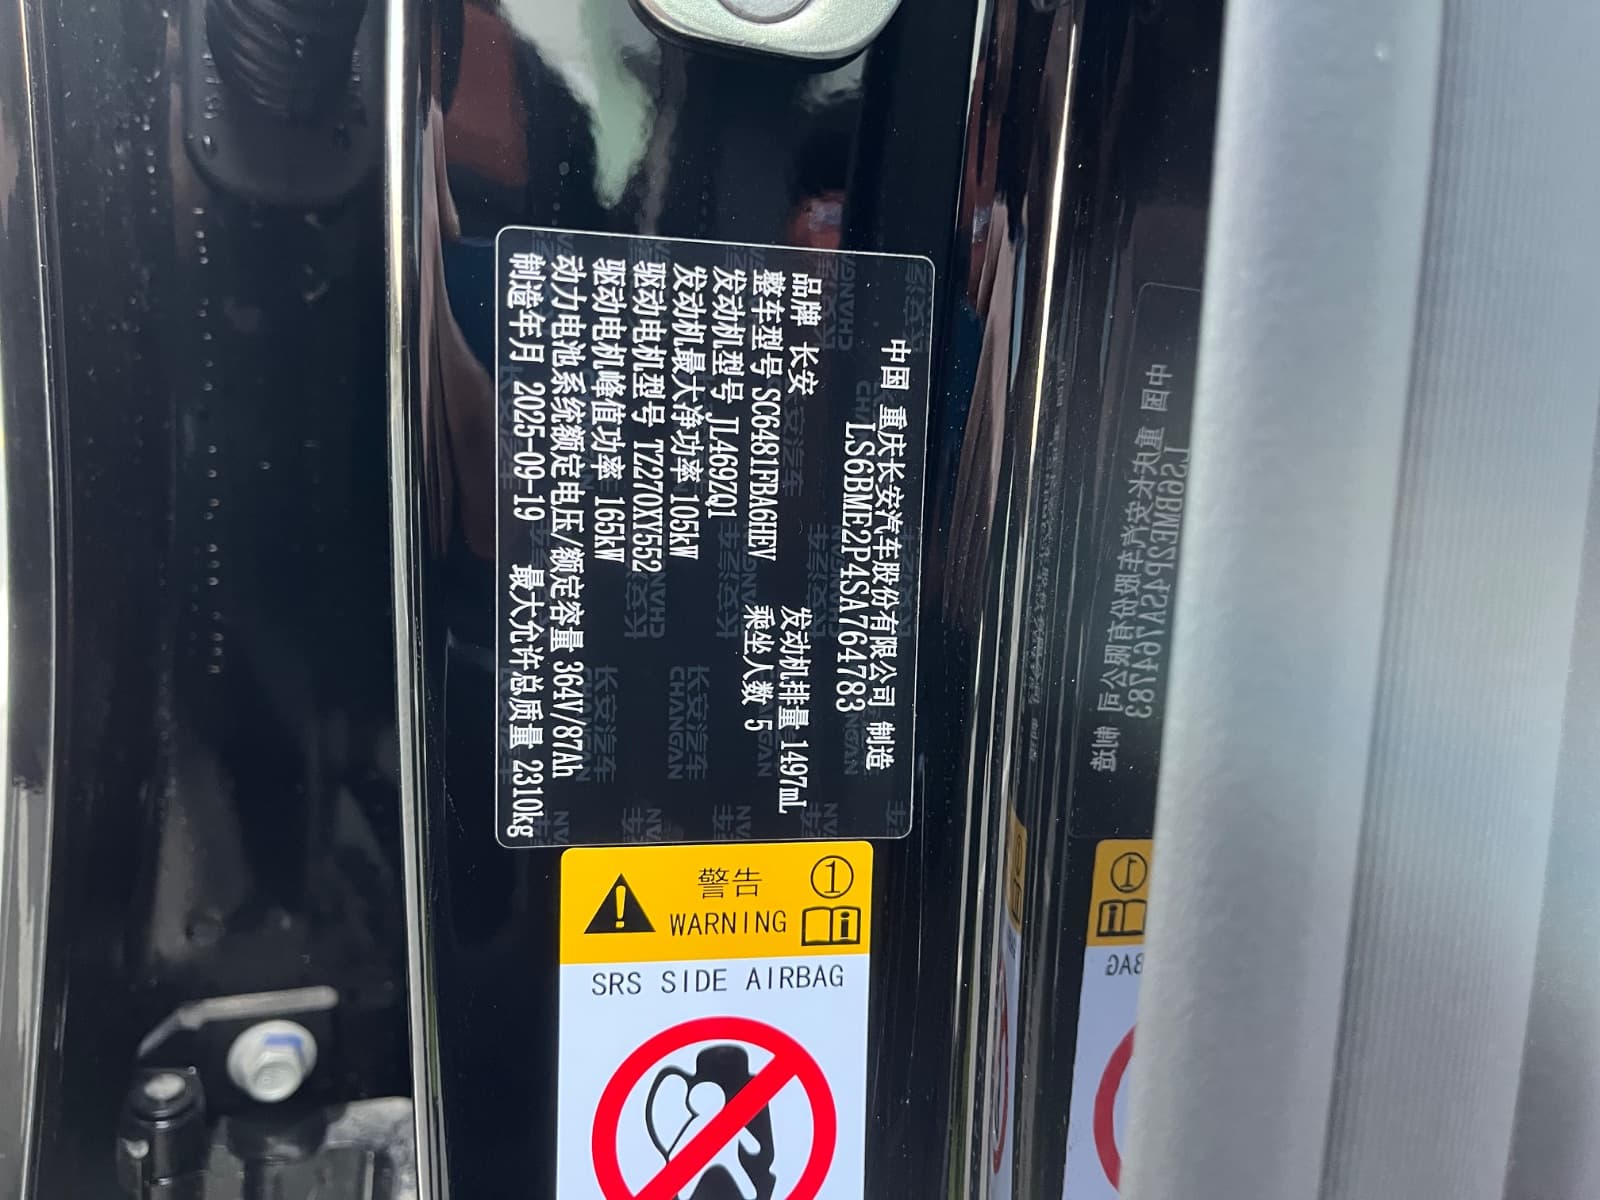 中国 重庆长安汽车股份有限公司 制造
LS6BME2P4SA764783
品牌 长安 发动机排量 1497mL
整车型号 SC6481FBA6HEV 乘坐人数 5
发动机型号 JL469ZQ1
发动机最大净功率 105kW
驱动电机型号 TZ270XY552
驱动电机峰值功率 165kW
动力电池系统额定电压/额定容量 364V/87Ah
制造年月 2025-09-19 最大允许总质量 2310kg
警告 1
WARNING
SRS SIDE AIRBAG